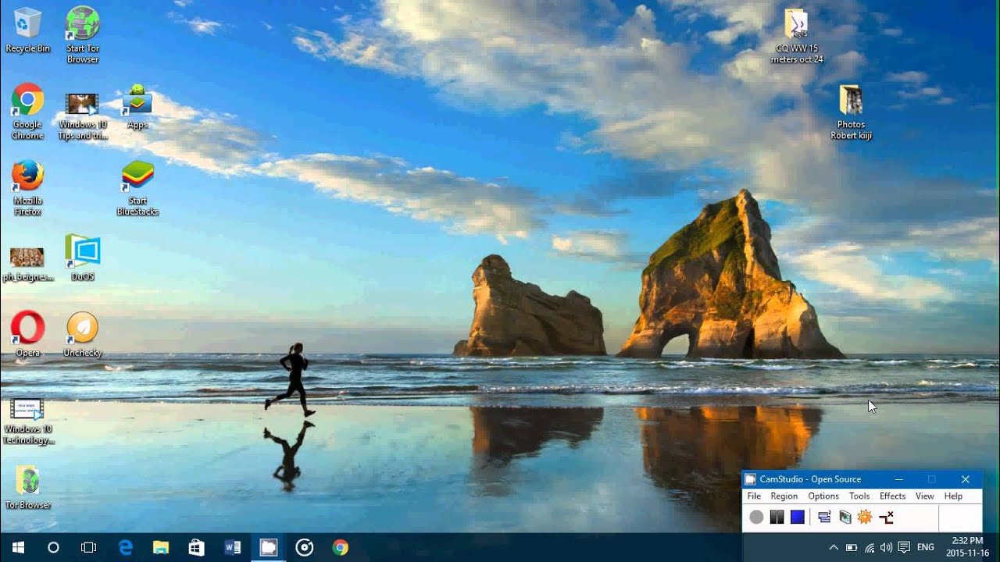 Recycle Bin
Start Tor
Browser
Google
Chrome
Windows 10
Tips and th...
Apps
Mozilla
Firefox
Start
BlueStacks
ph_beignes...
DuOS
Opera
Unchecky
Windows 10
Technology...
Tor Browser
CQ WW 15
meters oct 24
Photos
Robert kiiji
CamStudio - Open Source
File Region Options Tools Effects View Help
ENG
2:32 PM
2015-11-16